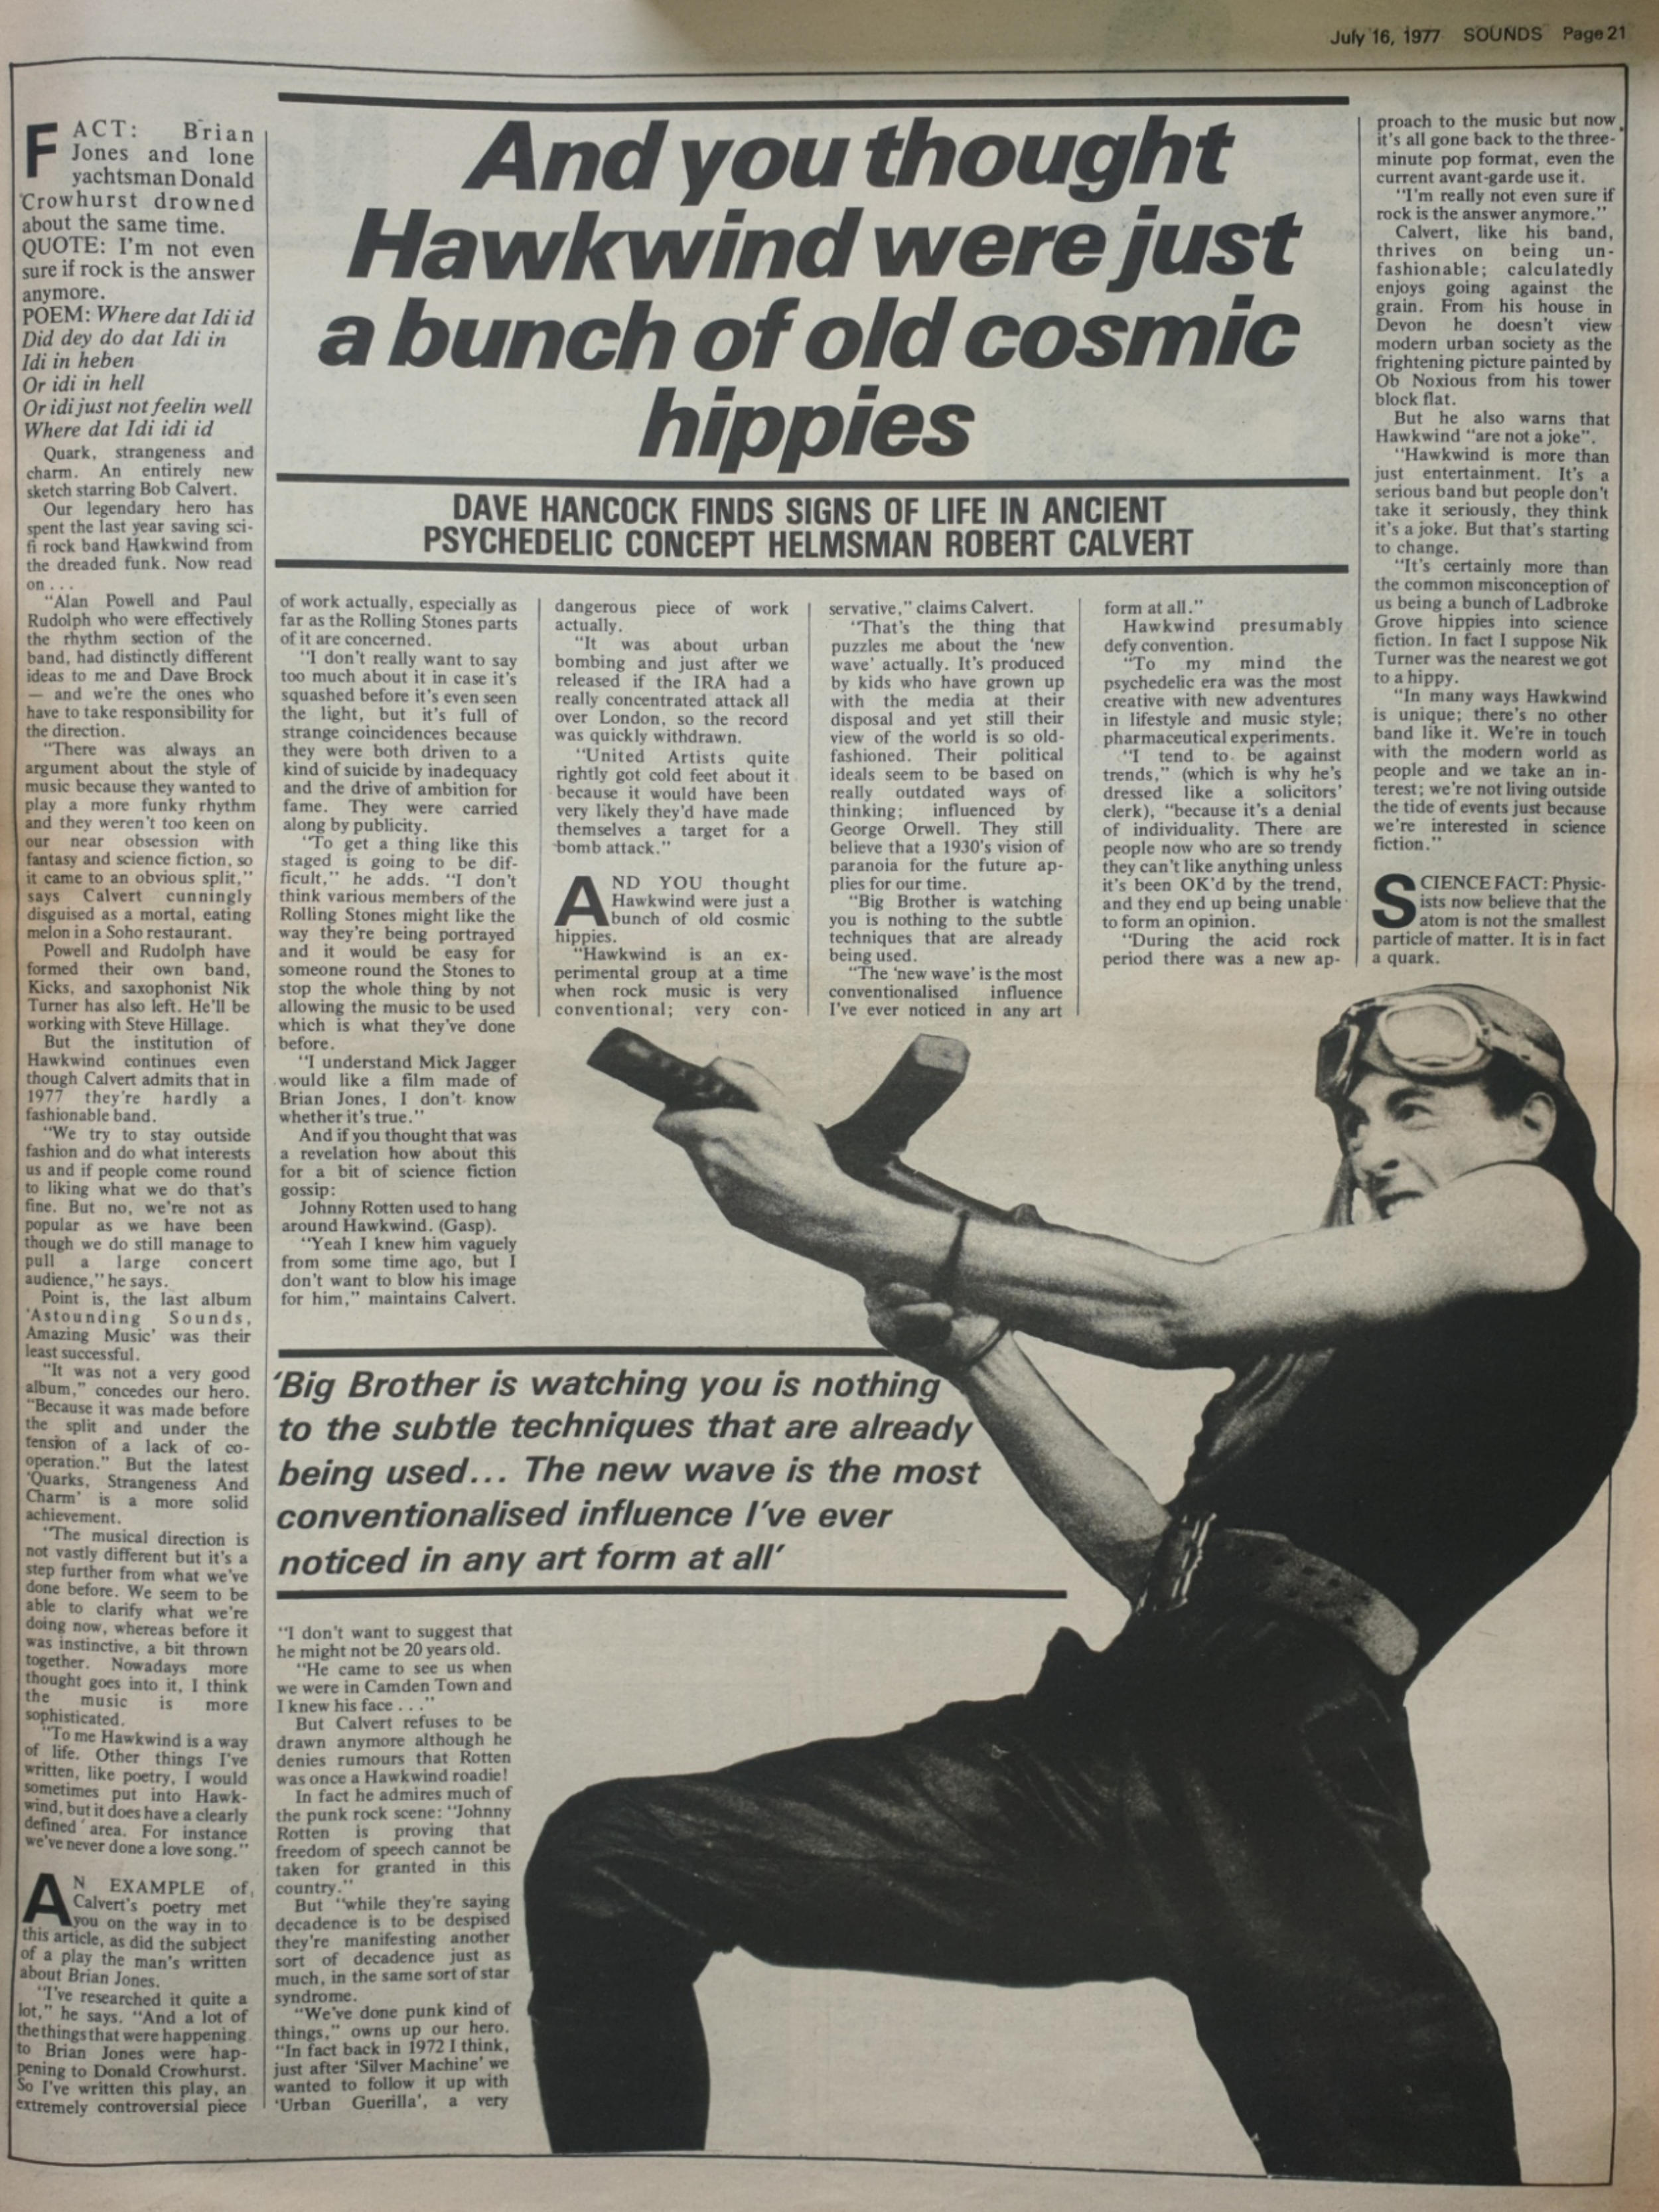 July 16, 1977 SOUNDS Page 21
And you thought
Hawkwind were just
a bunch of old cosmic
hippies
DAVE HANCOCK FINDS SIGNS OF LIFE IN ANCIENT
PSYCHEDELIC CONCEPT HELMSMAN ROBERT CALVERT
FACT: Brian
Jones and lone
yachtsman Donald
Crowhurst drowned
about the same time.
QUOTE: I'm not even
sure if rock is the answer
anymore.
POEM: Where dat Idi id
Did dey do dat Idi in
Idi in heben
Or idi in hell
Or idi just not feelin well
Where dat Idi idi id
Quark, strangeness and
charm. An entirely new
sketch starring Bob Calvert.
Our legendary hero has
spent the last year saving sci-
fi rock band Hawkwind from
the dreaded funk. Now read
on . . .
"Alan Powell and Paul
Rudolph who were effectively
the rhythm section of the
band, had distinctly different
ideas to me and Dave Brock
— and we're the ones who
have to take responsibility for
the direction.
"There was always an
argument about the style of
music because they wanted to
play a more funky rhythm
and they weren't too keen on
our near obsession with
fantasy and science fiction, so
it came to an obvious split,"
says Calvert cunningly
disguised as a mortal, eating
melon in a Soho restaurant.
Powell and Rudolph have
formed their own band,
Kicks, and saxophonist Nik
Turner has also left. He'll be
working with Steve Hillage.
But the institution of
Hawkwind continues even
though Calvert admits that in
1977 they're hardly a
fashionable band.
"We try to stay outside
fashion and do what interests
us and if people come round
to liking what we do that's
fine. But no, we're not as
popular as we have been
though we do still manage to
pull a large concert
audience," he says.
Point is, the last album
'Astounding Sounds,
Amazing Music' was their
least successful.
"It was not a very good
album," concedes our hero.
"Because it was made before
the split and under the
tension of a lack of co-
operation." But the latest
'Quarks, Strangeness And
Charm' is a more solid
achievement.
"The musical direction is
not vastly different but it's a
step further from what we've
done before. We seem to be
able to clarify what we're
doing now, whereas before it
was instinctive, a bit thrown
together. Nowadays more
thought goes into it, I think
the music is more
sophisticated.
"To me Hawkwind is a way
of life. Other things I've
written, like poetry, I would
sometimes put into Hawk-
wind, but it does have a clearly
defined area. For instance
we've never done a love song."
AN EXAMPLE of
Calvert's poetry met
you on the way in to
this article, as did the subject
of a play the man's written
about Brian Jones.
"I've researched it quite a
lot," he says. "And a lot of
the things that were happening
to Brian Jones were hap-
pening to Donald Crowhurst.
So I've written this play, an
extremely controversial piece
of work actually, especially as
far as the Rolling Stones parts
of it are concerned.
"I don't really want to say
too much about it in case it's
squashed before it's even seen
the light, but it's full of
strange coincidences because
they were both driven to a
kind of suicide by inadequacy
and the drive of ambition for
fame. They were carried
along by publicity.
"To get a thing like this
staged is going to be dif-
ficult," he adds. "I don't
think various members of the
Rolling Stones might like the
way they're being portrayed
and it would be easy for
someone round the Stones to
stop the whole thing by not
allowing the music to be used
which is what they've done
before.
"I understand Mick Jagger
would like a film made of
Brian Jones, I don't know
whether it's true."
And if you thought that was
a revelation how about this
for a bit of science fiction
gossip:
Johnny Rotten used to hang
around Hawkwind. (Gasp).
"Yeah I knew him vaguely
from some time ago, but I
don't want to blow his image
for him," maintains Calvert.
'Big Brother is watching you is nothing
to the subtle techniques that are already
being used... The new wave is the most
conventionalised influence I've ever
noticed in any art form at all'
"I don't want to suggest that
he might not be 20 years old.
"He came to see us when
we were in Camden Town and
I knew his face . . ."
But Calvert refuses to be
drawn anymore although he
denies rumours that Rotten
was once a Hawkwind roadie!
In fact he admires much of
the punk rock scene: "Johnny
Rotten is proving that
freedom of speech cannot be
taken for granted in this
country."
But "while they're saying
decadence is to be despised
they're manifesting another
sort of decadence just as
much, in the same sort of star
syndrome.
"We've done punk kind of
things," owns up our hero.
"In fact back in 1972 I think,
just after 'Silver Machine' we
wanted to follow it up with
'Urban Guerilla', a very
dangerous piece of work
actually.
"It was about urban
bombing and just after we
released if the IRA had a
really concentrated attack all
over London, so the record
was quickly withdrawn.
"United Artists quite
rightly got cold feet about it
because it would have been
very likely they'd have made
themselves a target for a
bomb attack."
AND YOU thought
Hawkwind were just a
bunch of old cosmic
hippies.
"Hawkwind is an ex-
perimental group at a time
when rock music is very
conventional; very con-
servative," claims Calvert.
"That's the thing that
puzzles me about the 'new
wave' actually. It's produced
by kids who have grown up
with the media at their
disposal and yet still their
view of the world is so old-
fashioned. Their political
ideals seem to be based on
really outdated ways of
thinking; influenced by
George Orwell. They still
believe that a 1930's vision of
paranoia for the future ap-
plies for our time.
"Big Brother is watching
you is nothing to the subtle
techniques that are already
being used.
"The 'new wave' is the most
conventionalised influence
I've ever noticed in any art
form at all."
Hawkwind presumably
defy convention.
"To my mind the
psychedelic era was the most
creative with new adventures
in lifestyle and music style;
pharmaceutical experiments.
"I tend to be against
trends," (which is why he's
dressed like a solicitors'
clerk), "because it's a denial
of individuality. There are
people now who are so trendy
they can't like anything unless
it's been OK'd by the trend,
and they end up being unable
to form an opinion.
"During the acid rock
period there was a new ap-
proach to the music but now
it's all gone back to the three-
minute pop format, even the
current avant-garde use it.
"I'm really not even sure if
rock is the answer anymore."
Calvert, like his band,
thrives on being un-
fashionable; calculatedly
enjoys going against the
grain. From his house in
Devon he doesn't view
modern urban society as the
frightening picture painted by
Ob Noxious from his tower
block flat.
But he also warns that
Hawkwind "are not a joke".
"Hawkwind is more than
just entertainment. It's a
serious band but people don't
take it seriously, they think
it's a joke. But that's starting
to change.
"It's certainly more than
the common misconception of
us being a bunch of Ladbroke
Grove hippies into science
fiction. In fact I suppose Nik
Turner was the nearest we got
to a hippy.
"In many ways Hawkwind
is unique; there's no other
band like it. We're in touch
with the modern world as
people and we take an in-
terest; we're not living outside
the tide of events just because
we're interested in science
fiction."
SCIENCE FACT: Physic-
ists now believe that the
atom is not the smallest
particle of matter. It is in fact
a quark.